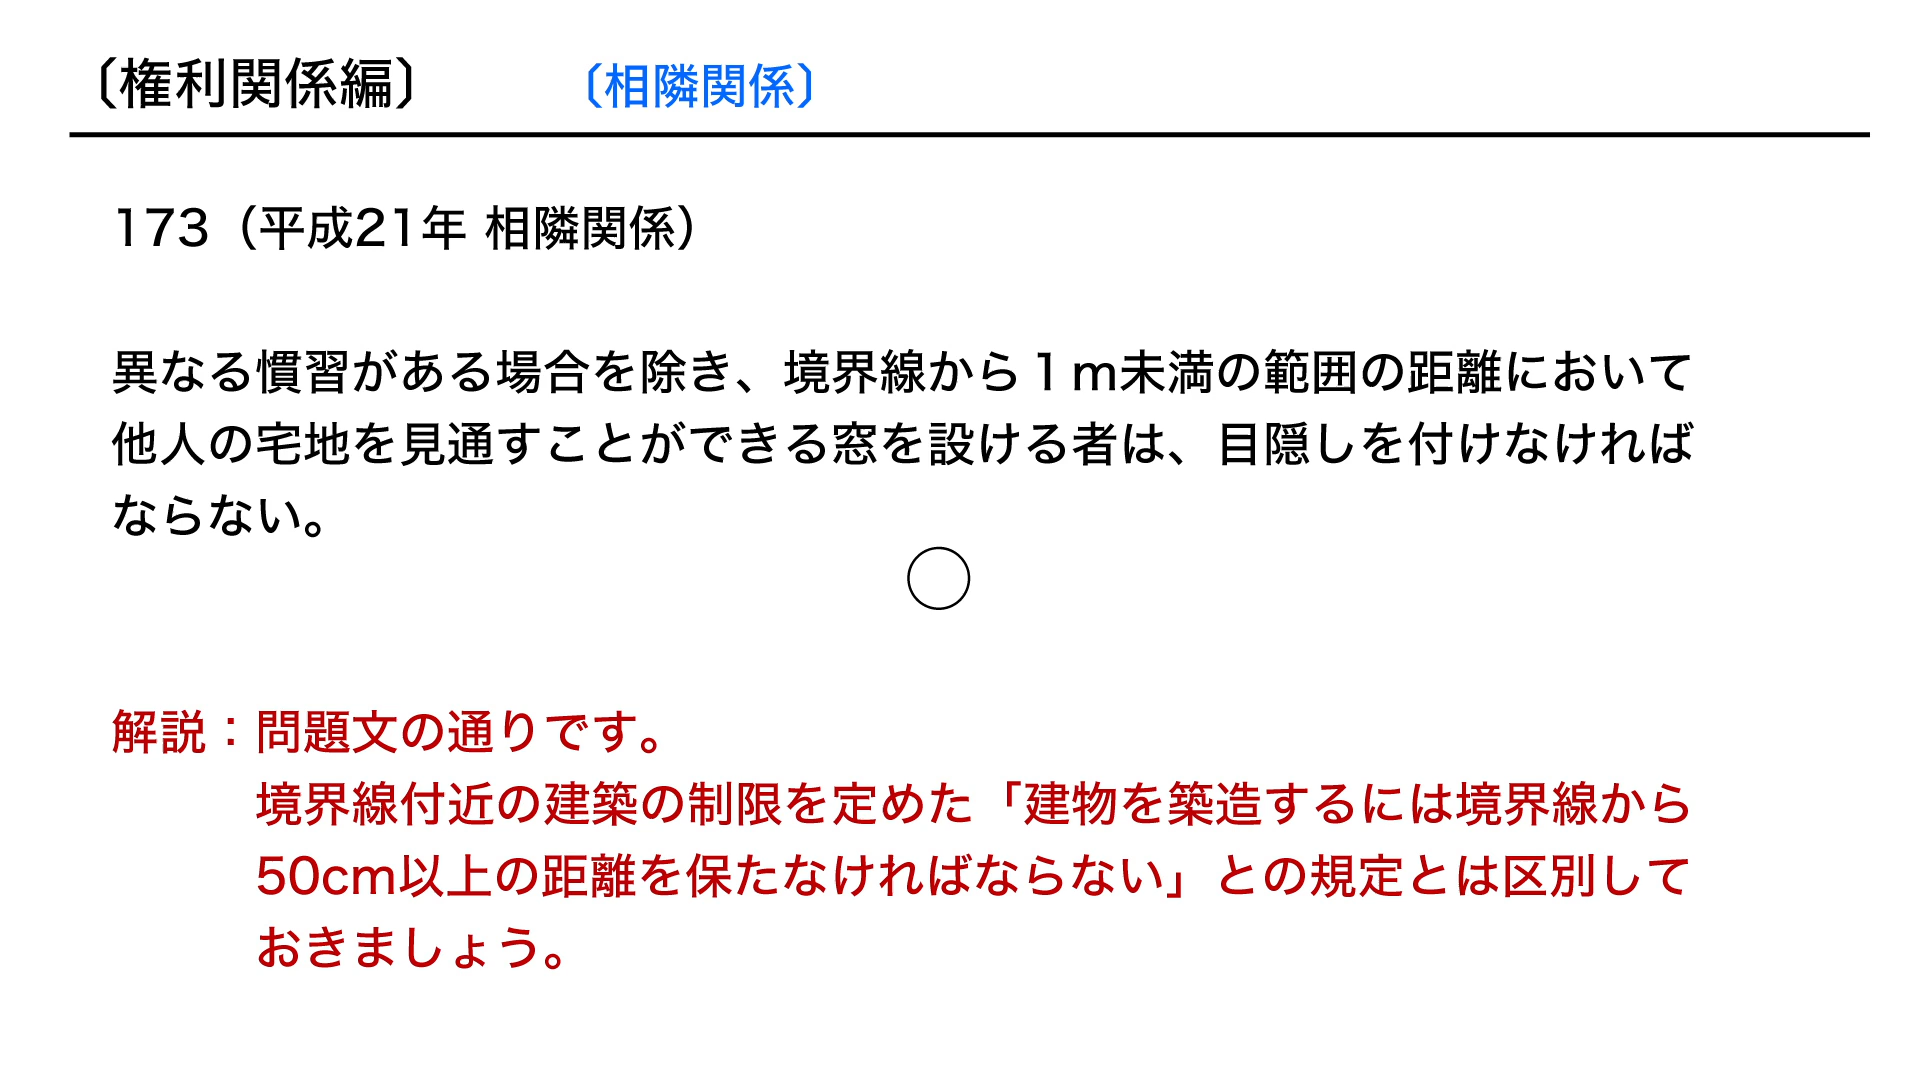 〔権利関係編〕 〔相隣関係〕
173（平成21年 相隣関係）
異なる慣習がある場合を除き、境界線から１m未満の範囲の距離において
他人の宅地を見通すことができる窓を設ける者は、目隠しを付けなければ
ならない。
◯
解説：問題文の通りです。
境界線付近の建築の制限を定めた「建物を築造するには境界線から
50cm以上の距離を保たなければならない」との規定とは区別して
おきましょう。